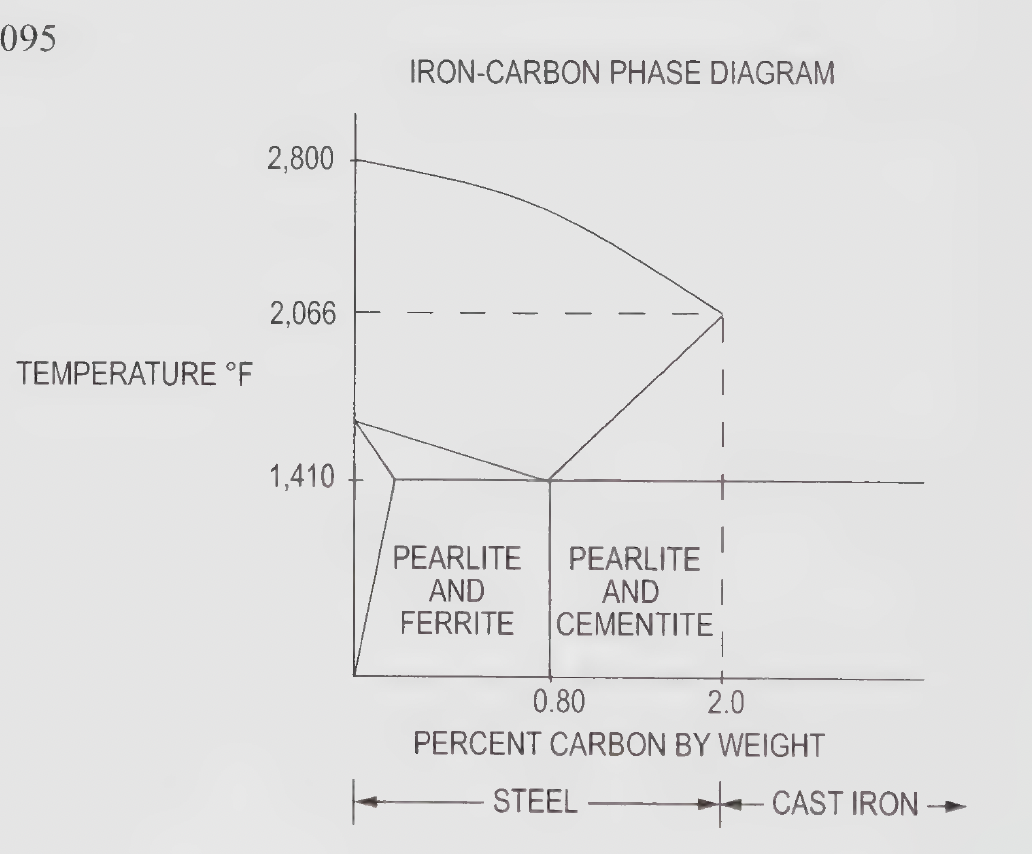 095
IRON-CARBON PHASE DIAGRAM
2,800
2,066
TEMPERATURE °F
1,410
PEARLITE
AND
FERRITE
PEARLITE
AND
CEMENTITE
0.80
2.0
PERCENT CARBON BY WEIGHT
STEEL
CAST IRON